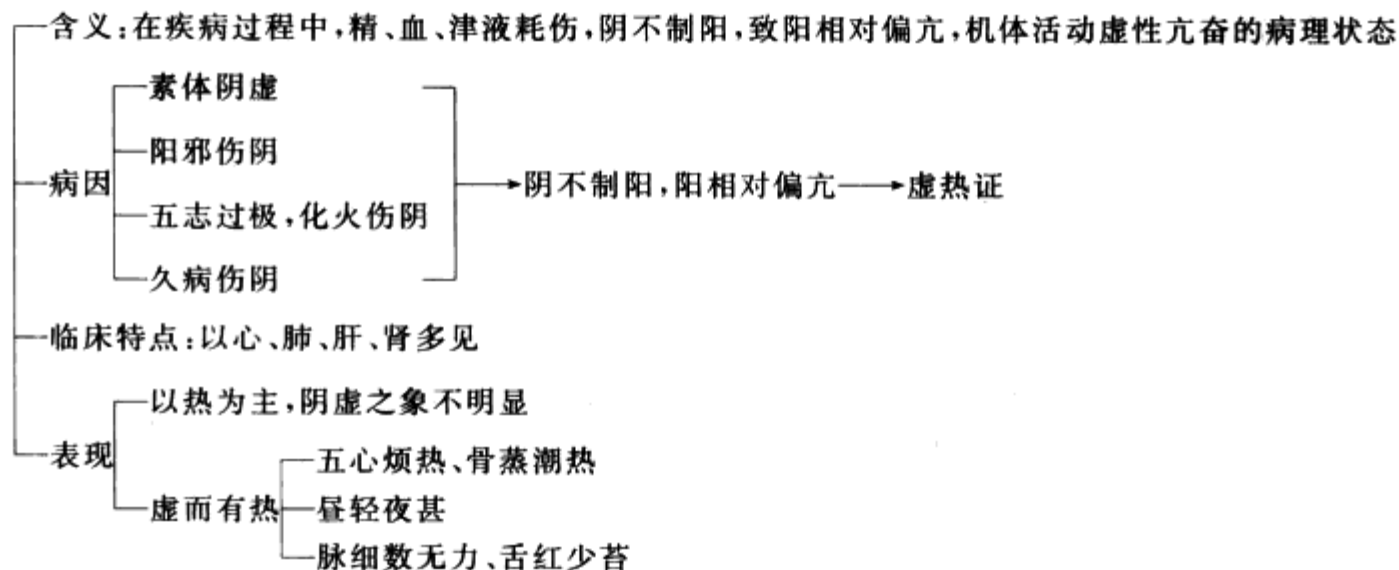 含义:在疾病过程中,精、血、津液耗伤,阴不制阳,致阳相对偏亢,机体活动虚性亢奋的病理状态
病因
素体阴虚
阳邪伤阴
五志过极,化火伤阴
久病伤阴
阴不制阳,阳相对偏亢
虚热证
临床特点:以心、肺、肝、肾多见
表现
以热为主,阴虚之象不明显
虚而有热
五心烦热、骨蒸潮热
昼轻夜甚
脉细数无力、舌红少苔